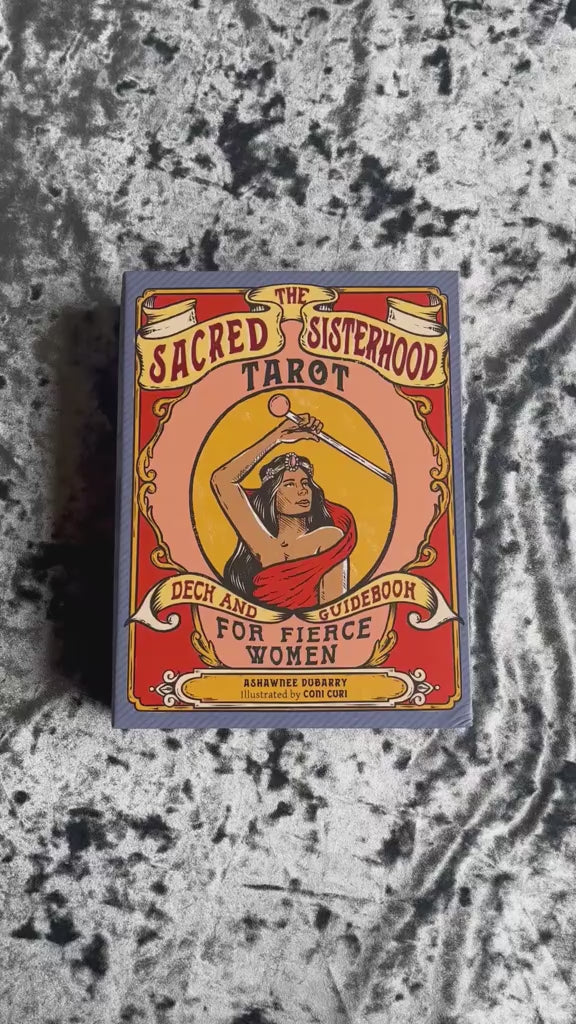 THE
SACRED SISTERHOOD
TAROT
DECK AND GUIDEBOOK
FOR FIERCE
WOMEN
ASHAWNEE DUBARRY
Illustrated by CONI CURI